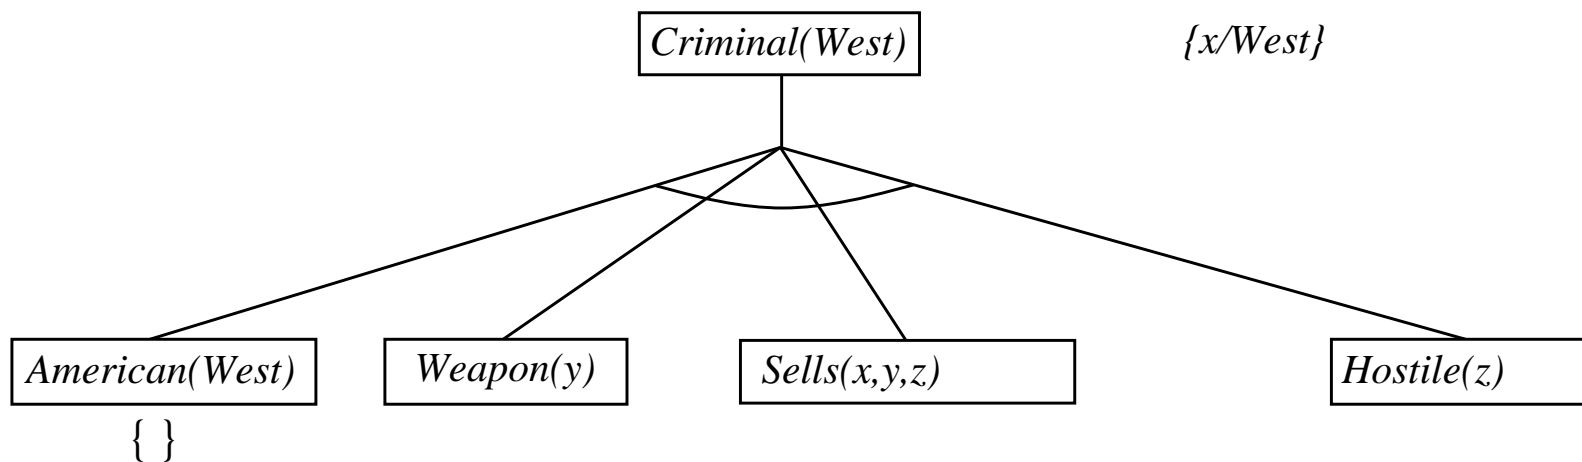 Criminal(West)
{x/West}
American(West)
Weapon(y)
Sells(x,y,z)
Hostile(z)
{ }